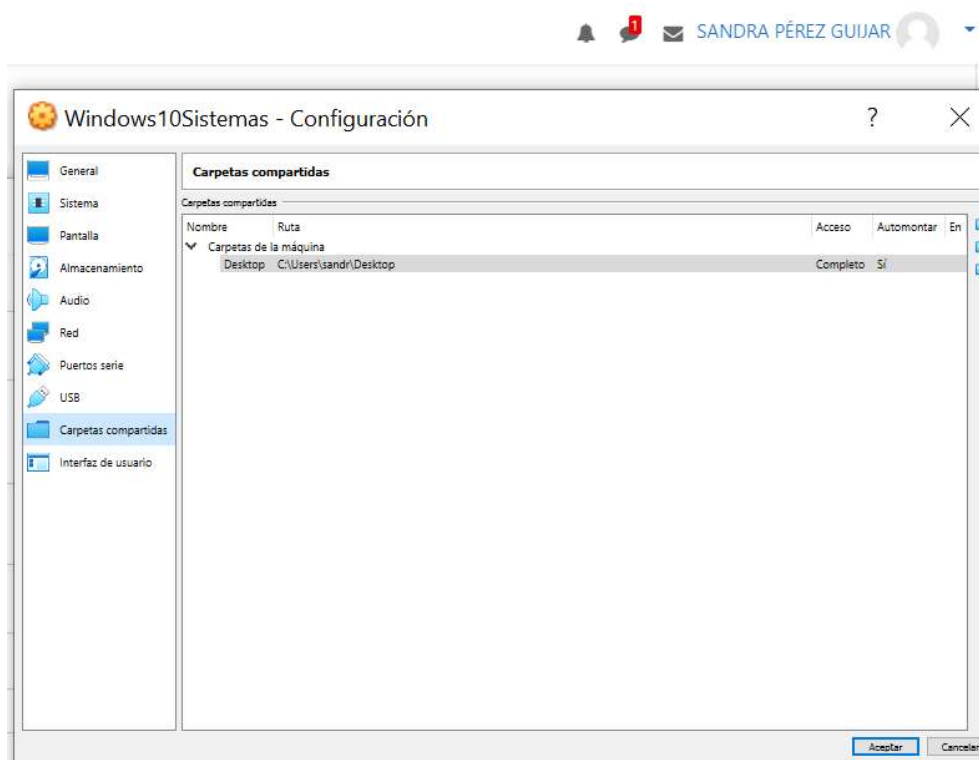 1
SANDRA PÉREZ GUIJAR
Windows10Sistemas - Configuración
?
General
Sistema
Pantalla
Almacenamiento
Audio
Red
Puertos serie
USB
Carpetas compartidas
Interfaz de usuario
Carpetas compartidas
Carpetas compartidas
Nombre Ruta Acceso Automontar En
Carpetas de la máquina
Desktop C:\Users\sandr\Desktop Completo Sí
Aceptar Cancelar